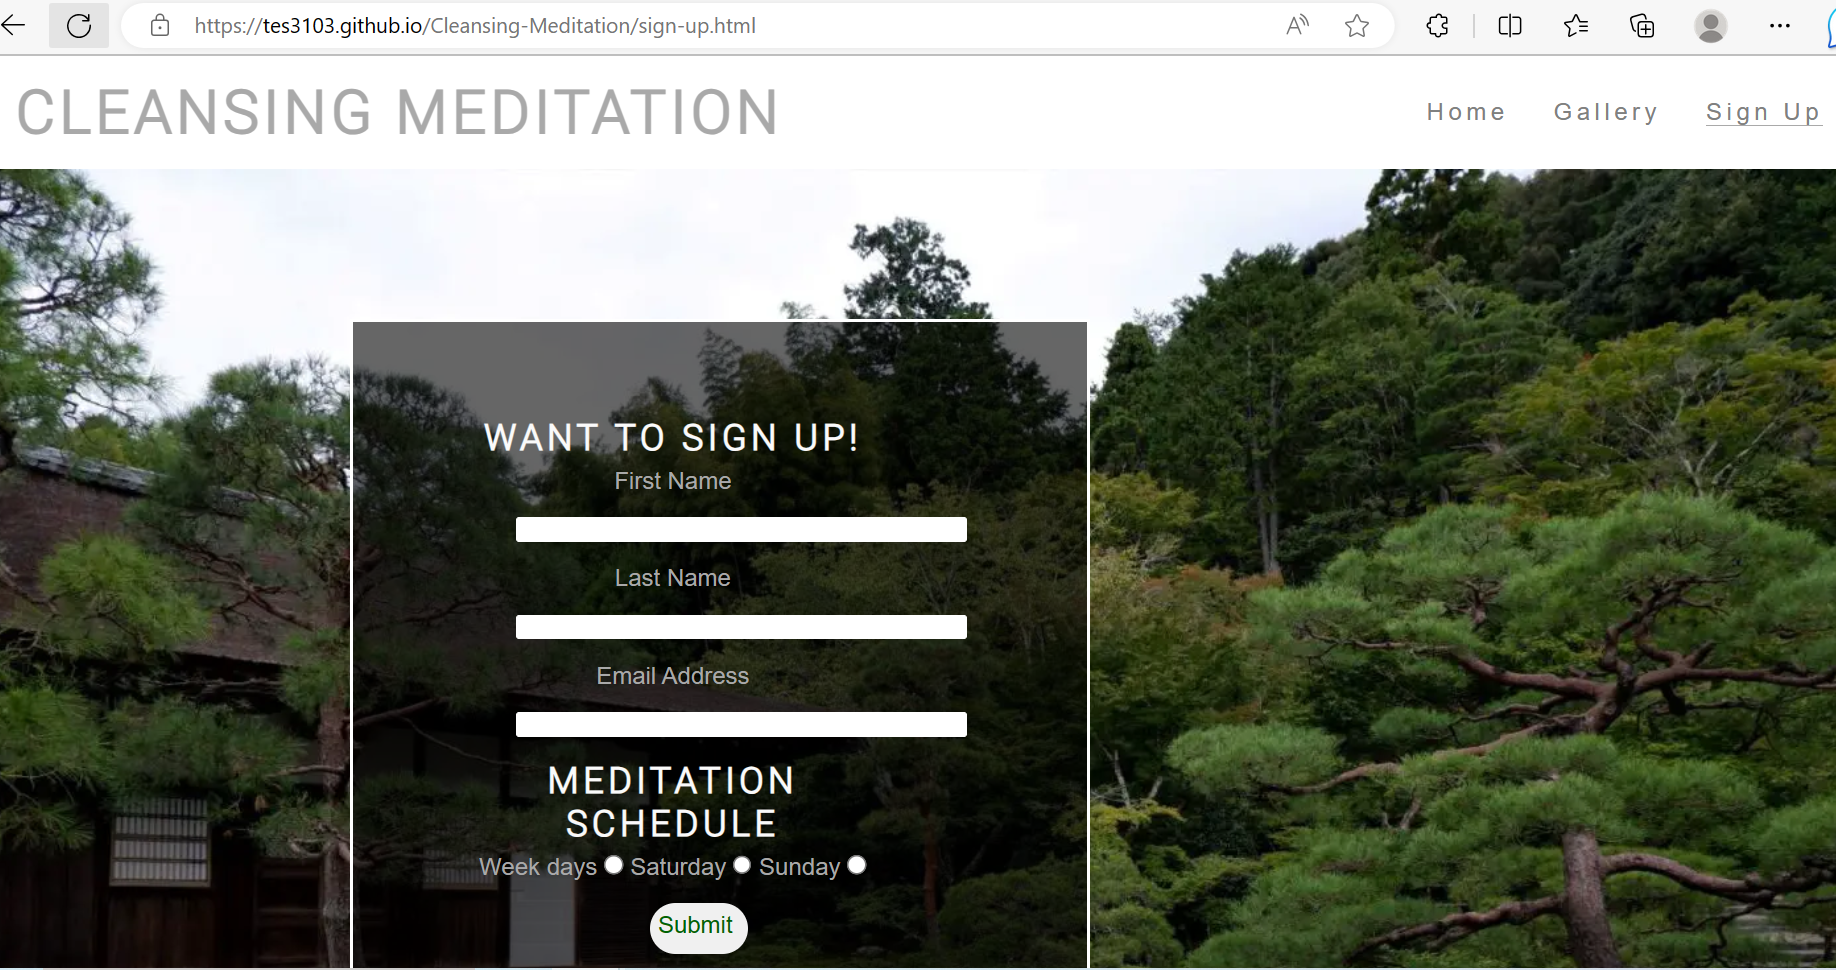 https://tes3103.github.io/Cleansing-Meditation/sign-up.html
CLEANSING MEDITATION
Home Gallery Sign Up
WANT TO SIGN UP!
First Name
Last Name
Email Address
MEDITATION
SCHEDULE
Week days Saturday Sunday
Submit